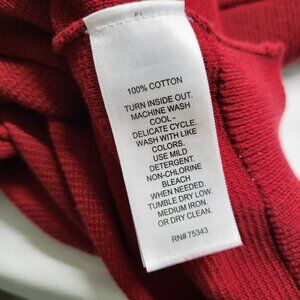 100% COTTON
TURN INSIDE OUT.
MACHINE WASH
COOL -
DELICATE CYCLE.
WASH WITH LIKE
COLORS.
USE MILD
DETERGENT.
NON-CHLORINE
BLEACH
WHEN NEEDED.
TUMBLE DRY LOW.
MEDIUM IRON.
OR DRY CLEAN.
RN# 75343